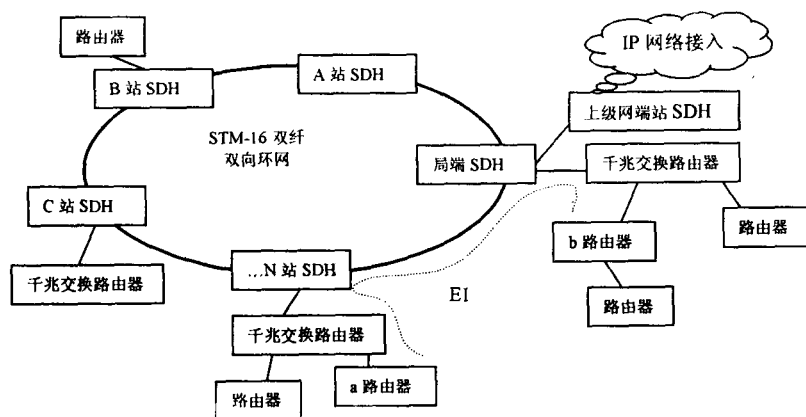 路由器
IP 网络接入
B 站 SDH
A 站 SDH
上级网端站 SDH
STM-16 双纤
双向环网
局端 SDH
千兆交换路由器
C 站 SDH
b 路由器
路由器
千兆交换路由器
…N 站 SDH
EI
路由器
千兆交换路由器
路由器
a 路由器